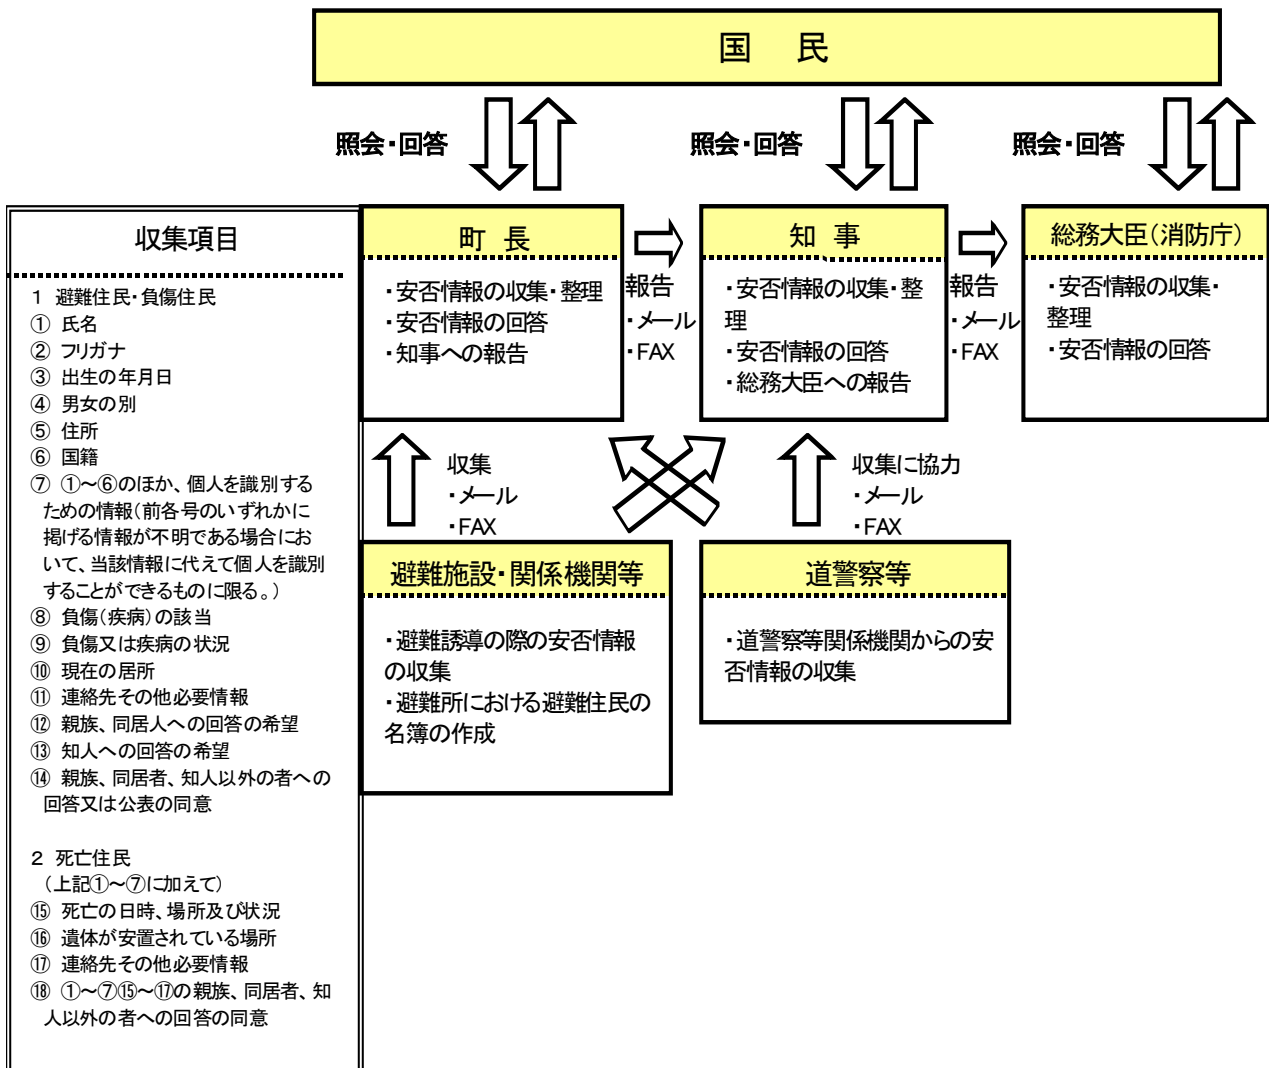 国　民
照会・回答
照会・回答
照会・回答
収集項目
1 避難住民・負傷住民
① 氏名
② フリガナ
③ 出生の年月日
④ 男女の別
⑤ 住所
⑥ 国籍
⑦ ①～⑥のほか、個人を識別する
ための情報(前各号のいずれかに
掲げる情報が不明である場合にお
いて、当該情報に代えて個人を識別
することができるものに限る。)
⑧ 負傷(疾病)の該当
⑨ 負傷又は疾病の状況
⑩ 現在の居所
⑪ 連絡先その他必要情報
⑫ 親族、同居人への回答の希望
⑬ 知人への回答の希望
⑭ 親族、同居者、知人以外の者への
回答又は公表の同意
2 死亡住民
(上記①～⑦に加えて)
⑮ 死亡の日時、場所及び状況
⑯ 遺体が安置されている場所
⑰ 連絡先その他必要情報
⑱ ①～⑦⑮～⑰の親族、同居者、知
人以外の者への回答の同意
町 長
・安否情報の収集・整理
・安否情報の回答
・知事への報告
報告
・メール
・FAX
知 事
・安否情報の収集・整
理
・安否情報の回答
・総務大臣への報告
報告
・メール
・FAX
総務大臣(消防庁)
・安否情報の収集・
整理
・安否情報の回答
収集
・メール
・FAX
収集に協力
・メール
・FAX
避難施設・関係機関等
・避難誘導の際の安否情報
の収集
・避難所における避難住民の
名簿の作成
道警察等
・道警察等関係機関からの安
否情報の収集